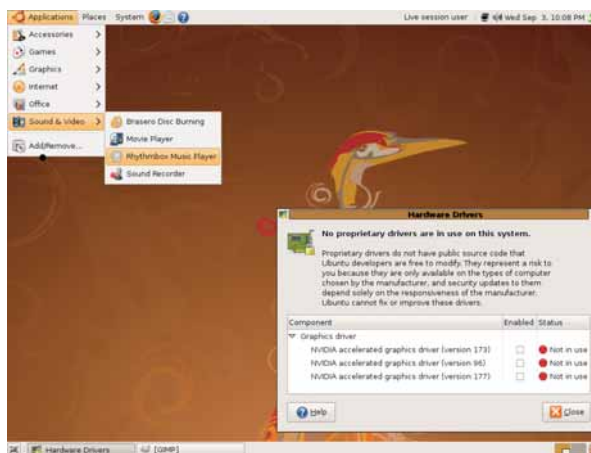 Applications Places System Live session user Wed Sep 3, 10:08 PM
Accessories
Games
Graphics
Internet
Office
Sound & Video
Add/Remove...
Brasero Disc Burning
Movie Player
Rhythmbox Music Player
Sound Recorder
Hardware Drivers
No proprietary drivers are in use on this system.
Proprietary drivers do not have public source code that
Ubuntu developers are free to modify. They represent a risk to
you because they are only available on the types of computer
chosen by the manufacturer, and security updates to them
depend solely on the responsiveness of the manufacturer.
Ubuntu cannot fix or improve these drivers.
Component Enabled Status
Graphics driver
NVIDIA accelerated graphics driver (version 173) Not in use
NVIDIA accelerated graphics driver (version 96) Not in use
NVIDIA accelerated graphics driver (version 177) Not in use
Help Close
Hardware Drivers [GIMP]